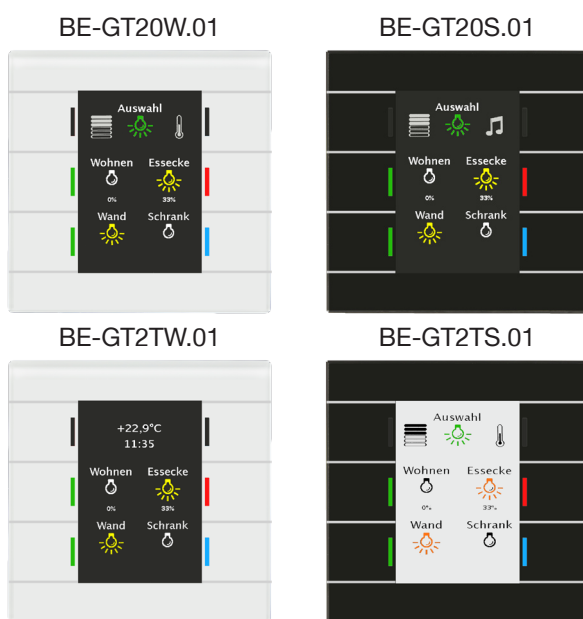 BE-GT20W.01 BE-GT20S.01
Auswahl
Wohnen Essecke
0% 33%
Wand Schrank
Auswahl
Wohnen Essecke
0% 33%
Wand Schrank
BE-GT2TW.01 BE-GT2TS.01
+22,9°C
11:35
Wohnen Essecke
0% 33%
Wand Schrank
Auswahl
Wohnen Essecke
0% 33%
Wand Schrank